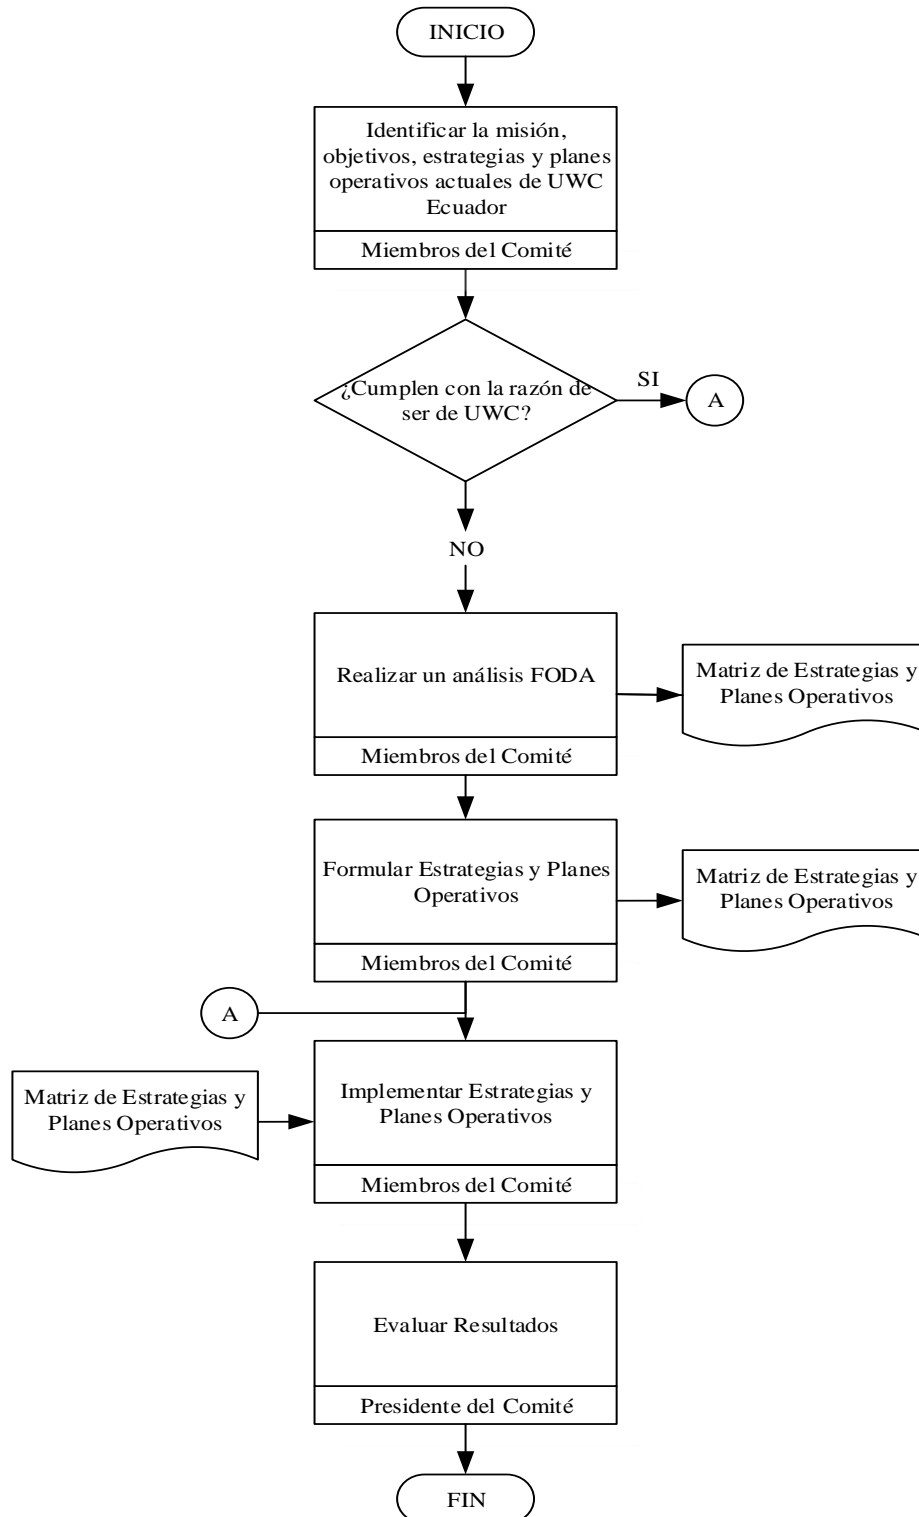 INICIO
Identificar la misión,
objetivos, estrategias y planes
operativos actuales de UWC
Ecuador
Miembros del Comité
¿Cumplen con la razón de
ser de UWC?
SI
A
NO
Realizar un análisis FODA
Miembros del Comité
Matriz de Estrategias y
Planes Operativos
Formular Estrategias y Planes
Operativos
Miembros del Comité
Matriz de Estrategias y
Planes Operativos
A
Matriz de Estrategias y
Planes Operativos
Implementar Estrategias y
Planes Operativos
Miembros del Comité
Evaluar Resultados
Presidente del Comité
FIN